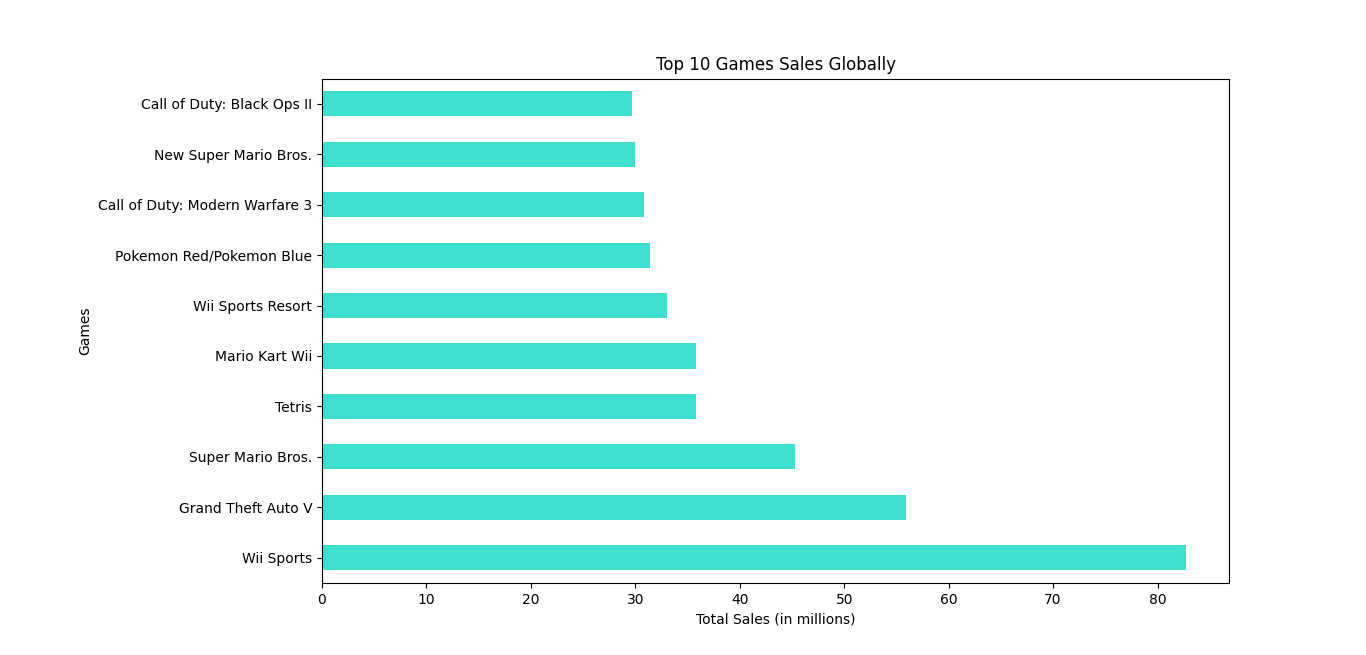 Top 10 Games Sales Globally
Call of Duty: Black Ops II
New Super Mario Bros.
Call of Duty: Modern Warfare 3
Pokemon Red/Pokemon Blue
Wii Sports Resort
Mario Kart Wii
Tetris
Super Mario Bros.
Grand Theft Auto V
Wii Sports
Games
0 10 20 30 40 50 60 70 80
Total Sales (in millions)